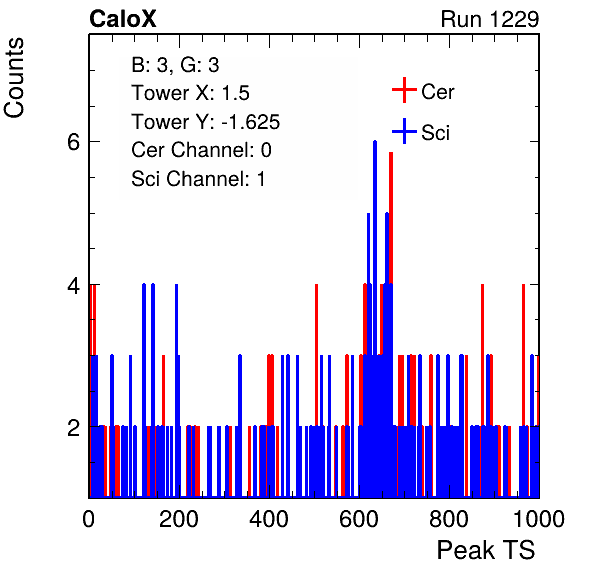 CaloX Run 1229
Counts
B: 3, G: 3
Tower X: 1.5
Tower Y: -1.625
Cer Channel: 0
Sci Channel: 1
Cer
Sci
6
4
2
0 200 400 600 800 1000
Peak TS